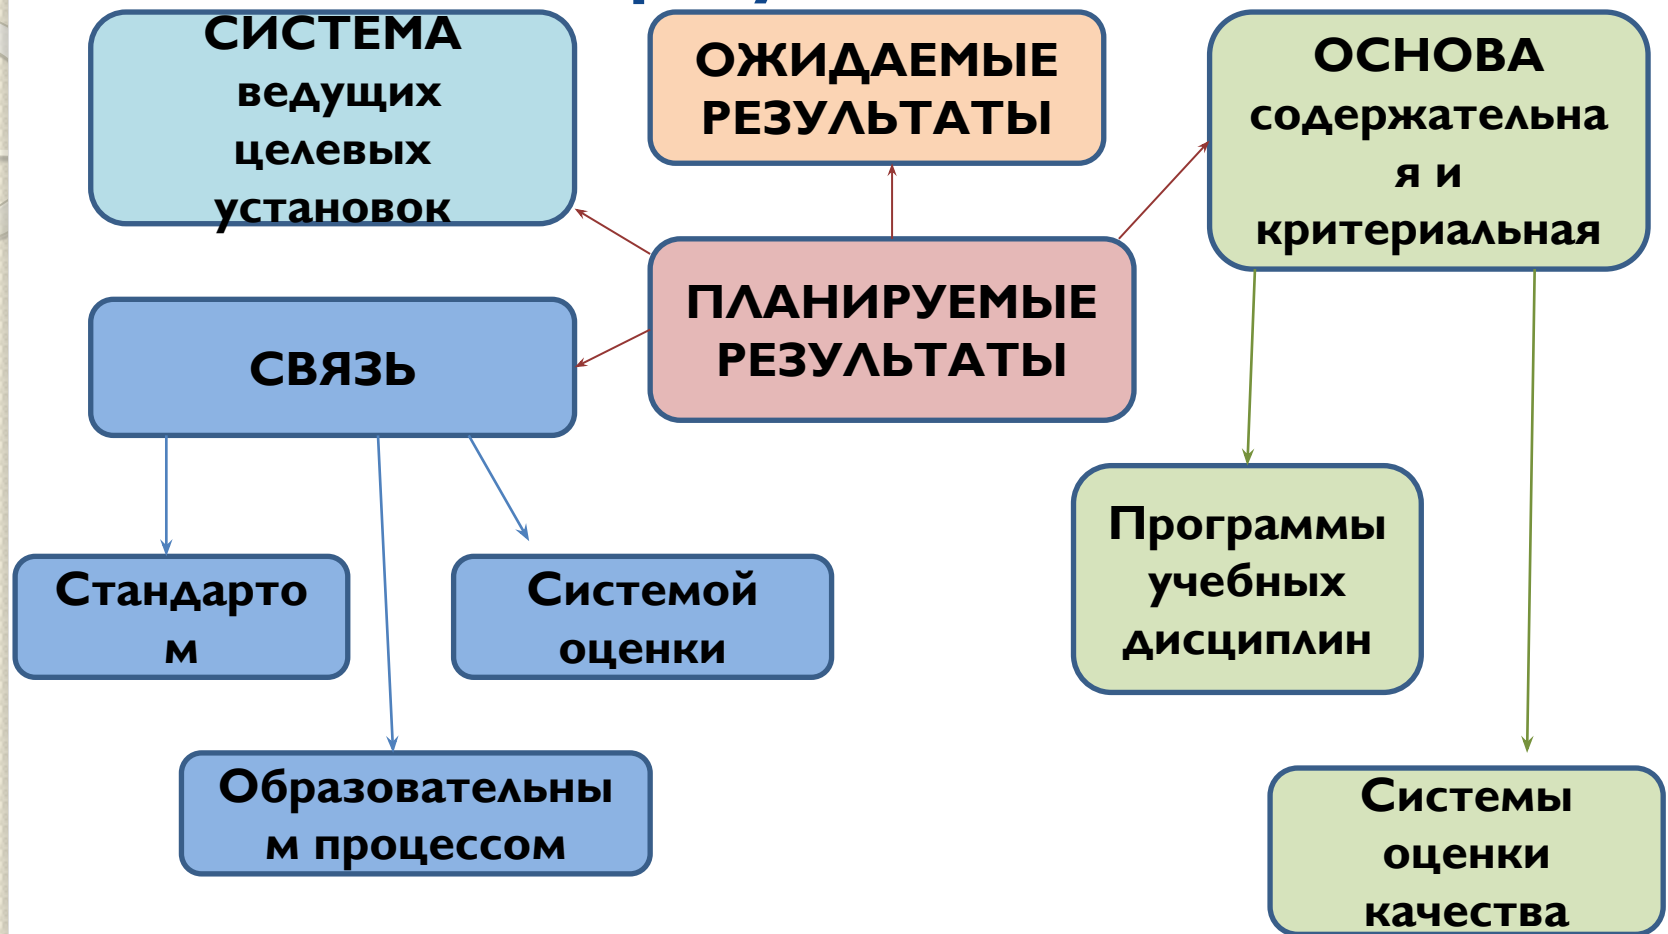 СИСТЕМА
ведущих
целевых
установок
ОЖИДАЕМЫЕ
РЕЗУЛЬТАТЫ
ОСНОВА
содержательна
я и
критериальная
ПЛАНИРУЕМЫЕ
РЕЗУЛЬТАТЫ
СВЯЗЬ
Стандарто
м
Системой
оценки
Образовательны
м процессом
Программы
учебных
дисциплин
Системы
оценки
качества